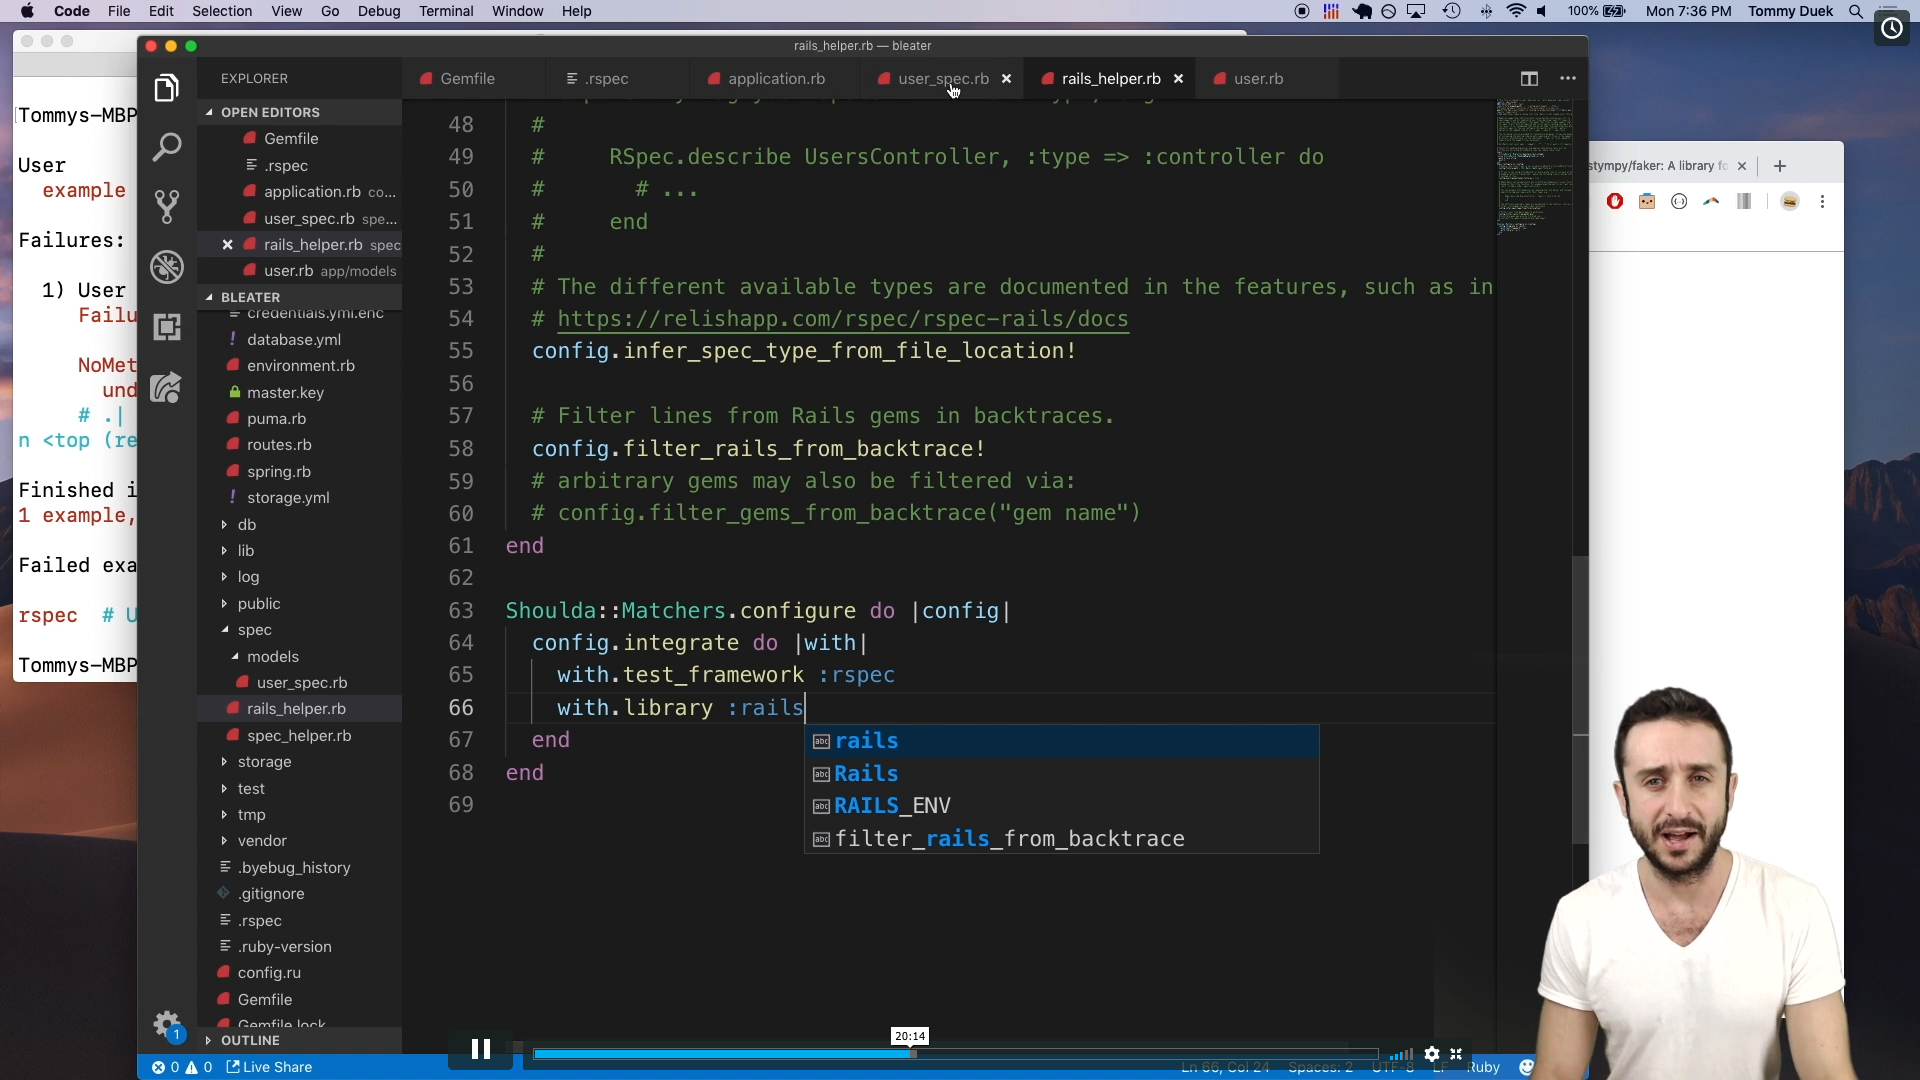 Code File Edit Selection View Go Debug Terminal Window Help
100% Mon 7:36 PM Tommy Duek
rails_helper.rb — bleater
Tommys-MBP
User
example
Failures:
1) User
Failu
NoMet
und
# .|
n <top (re
Finished i
1 example,
Failed exa
rspec # U
Tommys-MBP
EXPLORER
OPEN EDITORS
Gemfile
.rspec
application.rb co...
user_spec.rb spe...
rails_helper.rb spec
user.rb app/models
BLEATER
credentials.yml.enc
database.yml
environment.rb
master.key
puma.rb
routes.rb
spring.rb
storage.yml
db
lib
log
public
spec
models
user_spec.rb
rails_helper.rb
spec_helper.rb
storage
test
tmp
vendor
.byebug_history
.gitignore
.rspec
.ruby-version
config.ru
Gemfile
Gemfile.lock
OUTLINE
1
Gemfile .rspec application.rb user_spec.rb rails_helper.rb user.rb
48 #
49 # RSpec.describe UsersController, :type => :controller do
50 # # ...
51 # end
52 #
53 # The different available types are documented in the features, such as in
54 # https://relishapp.com/rspec/rspec-rails/docs
55 config.infer_spec_type_from_file_location!
56
57 # Filter lines from Rails gems in backtraces.
58 config.filter_rails_from_backtrace!
59 # arbitrary gems may also be filtered via:
60 # config.filter_gems_from_backtrace("gem name")
61 end
62
63 Shoulda::Matchers.configure do |config|
64 config.integrate do |with|
65 with.test_framework :rspec
66 with.library :rails
67 end
68 end
69
rails
Rails
RAILS_ENV
filter_rails_from_backtrace
stympy/faker: A library fo
20:14
0 0 Live Share
Ln 66, Col 24 Spaces: 2 UTF-8 LF Ruby